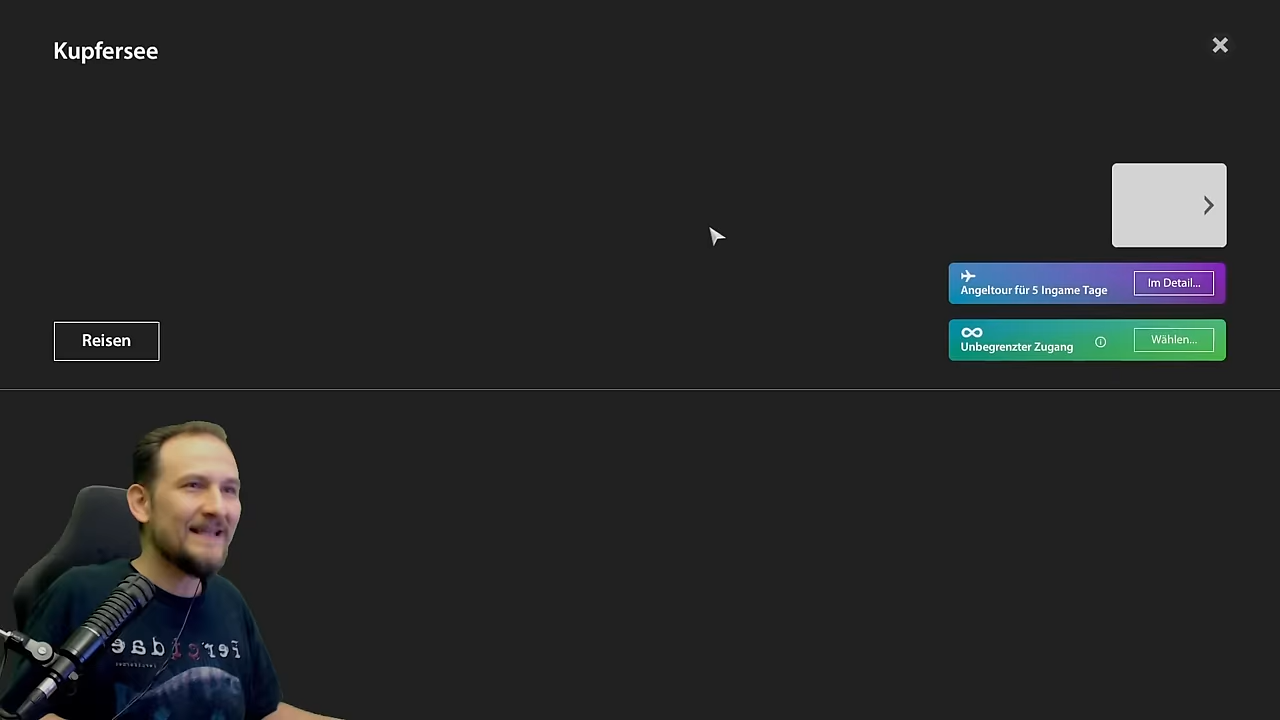 Kupfersee
Angeltour für 5 Ingame Tage
Im Detail...
Unbegrenzter Zugang
Wählen...
Reisen